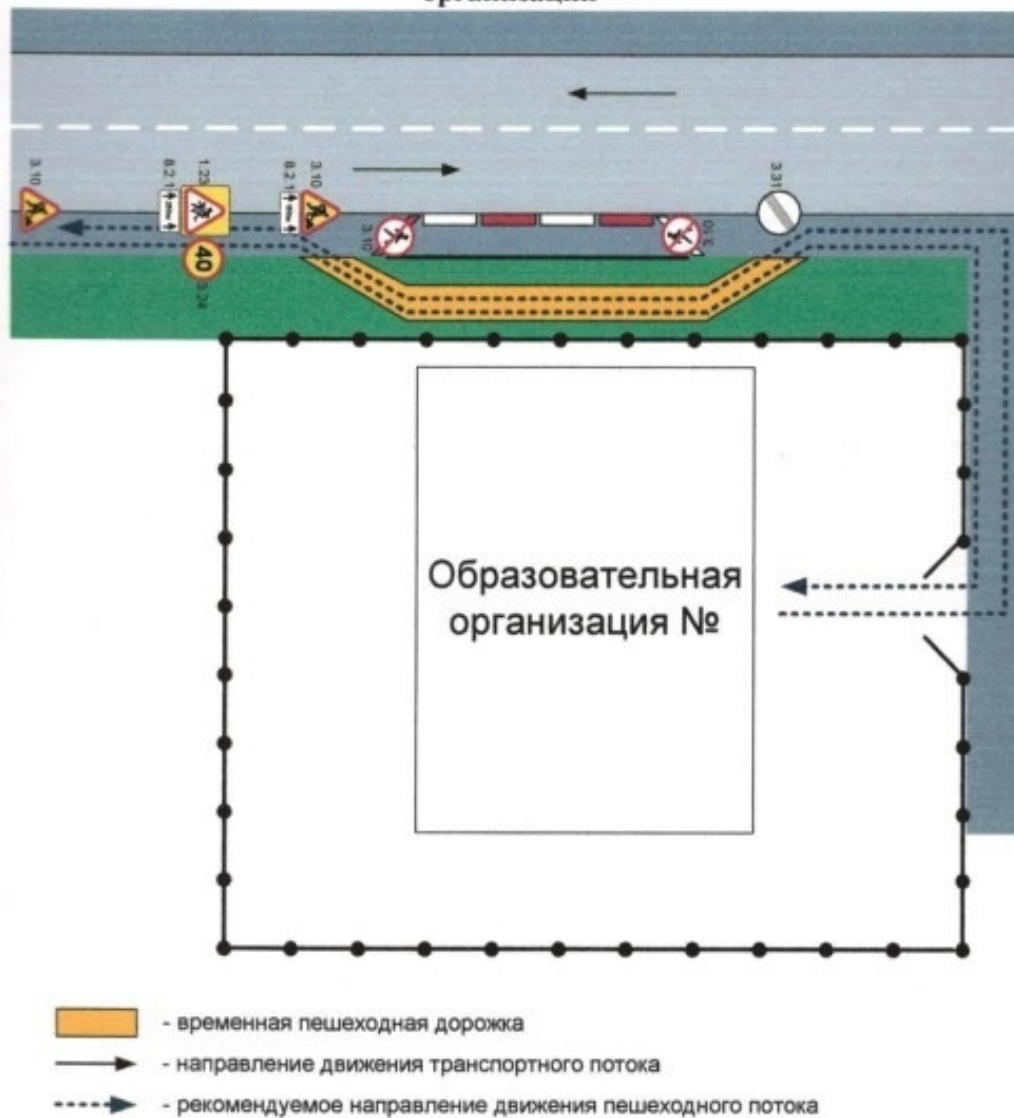 организации
3.10
8.2.1
1.23
3.24
40
8.2.1
3.10
3.10
3.10
3.31
Образовательная
организация №
- временная пешеходная дорожка
- направление движения транспортного потока
- рекомендуемое направление движения пешеходного потока